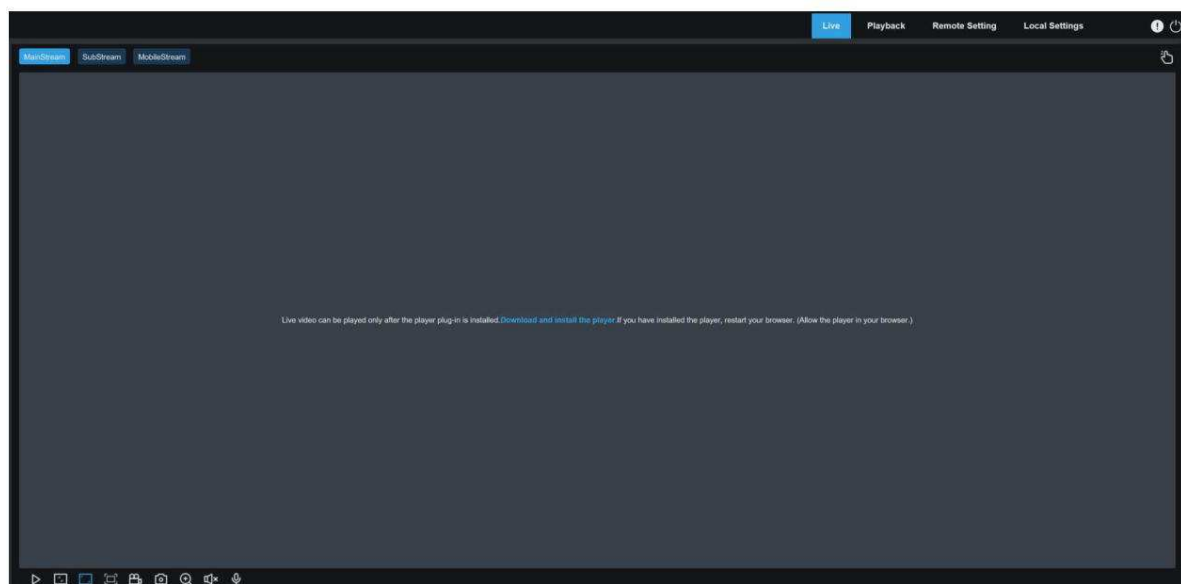 Live Playback Remote Setting Local Settings
MainStream SubStream MobileStream
Live video can be played only after the player plug-in is installed.Download and install the player.If you have installed the player, restart your browser. (Allow the player in your browser.)